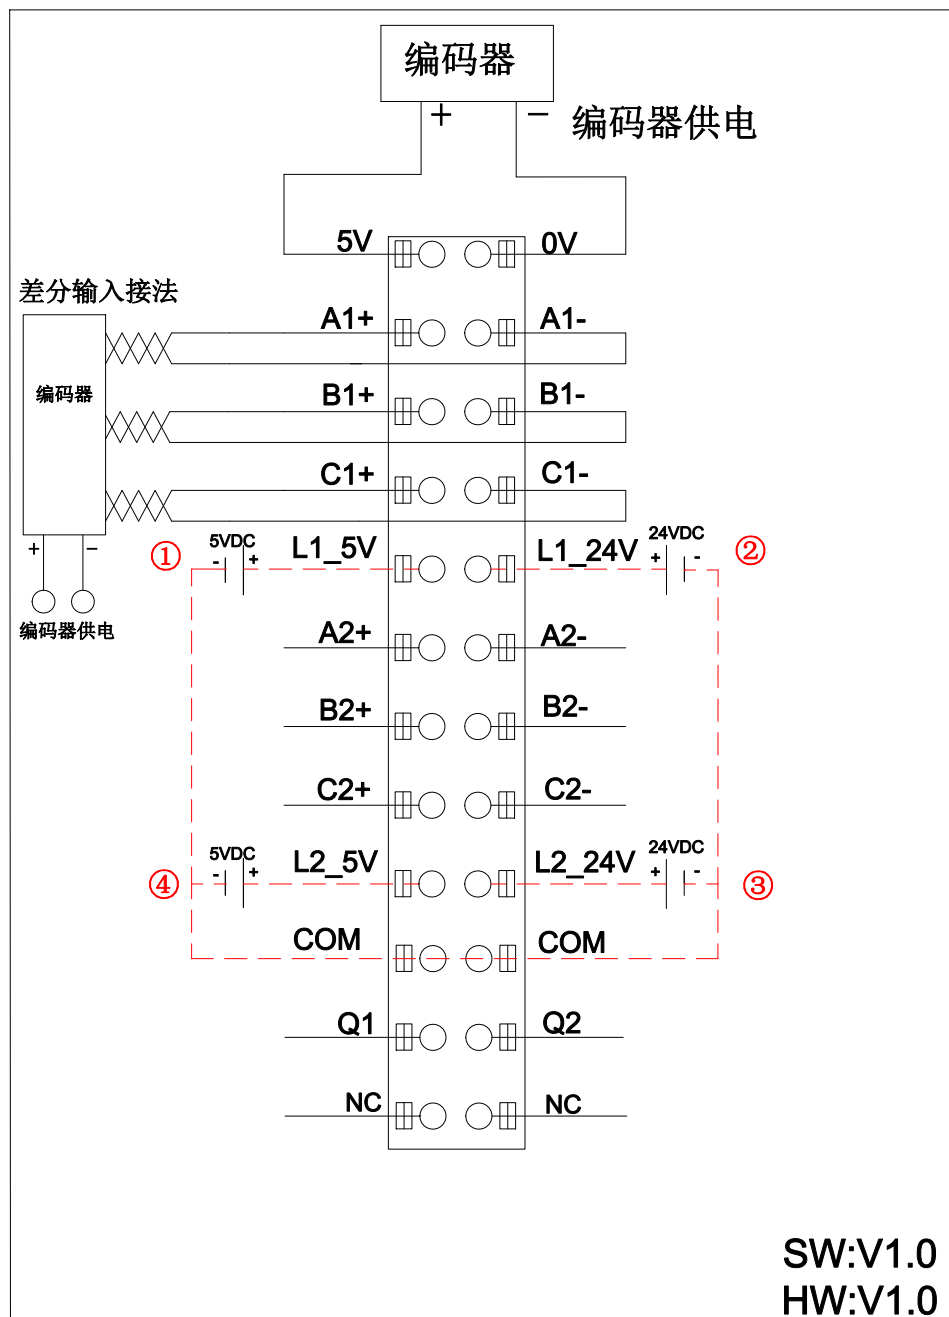 编码器
+ - 编码器供电
5V 0V
差分输入接法
A1+ A1-
编码器
B1+ B1-
C1+ C1-
+ -
编码器供电
① 5VDC - + L1_5V L1_24V 24VDC + - ②
A2+ A2-
B2+ B2-
C2+ C2-
④ 5VDC - + L2_5V L2_24V 24VDC + - ③
COM COM
Q1 Q2
NC NC
SW:V1.0
HW:V1.0